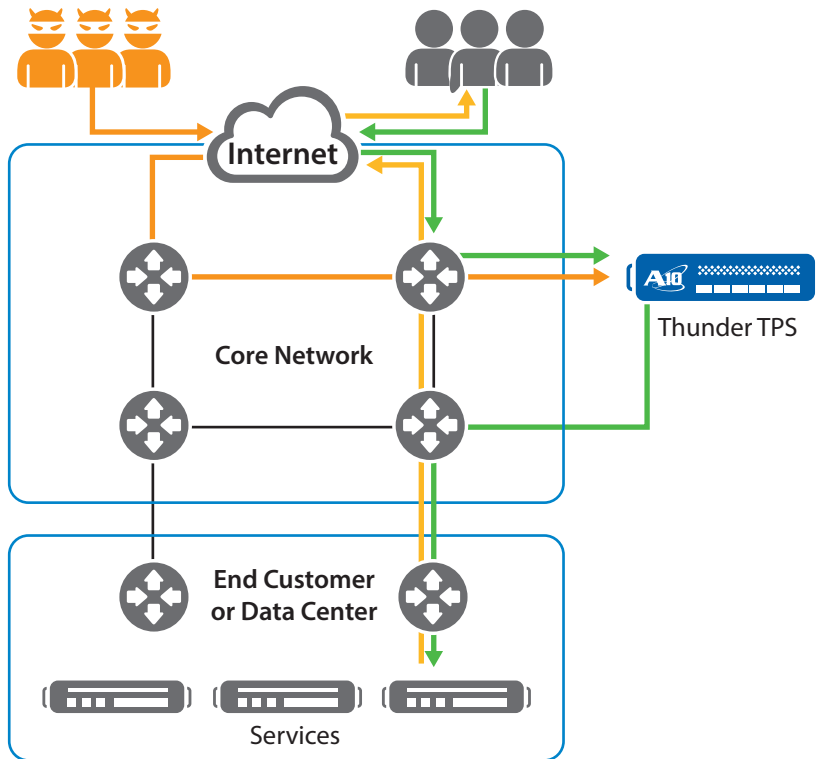 Internet
A10
Thunder TPS
Core Network
End Customer
or Data Center
Services